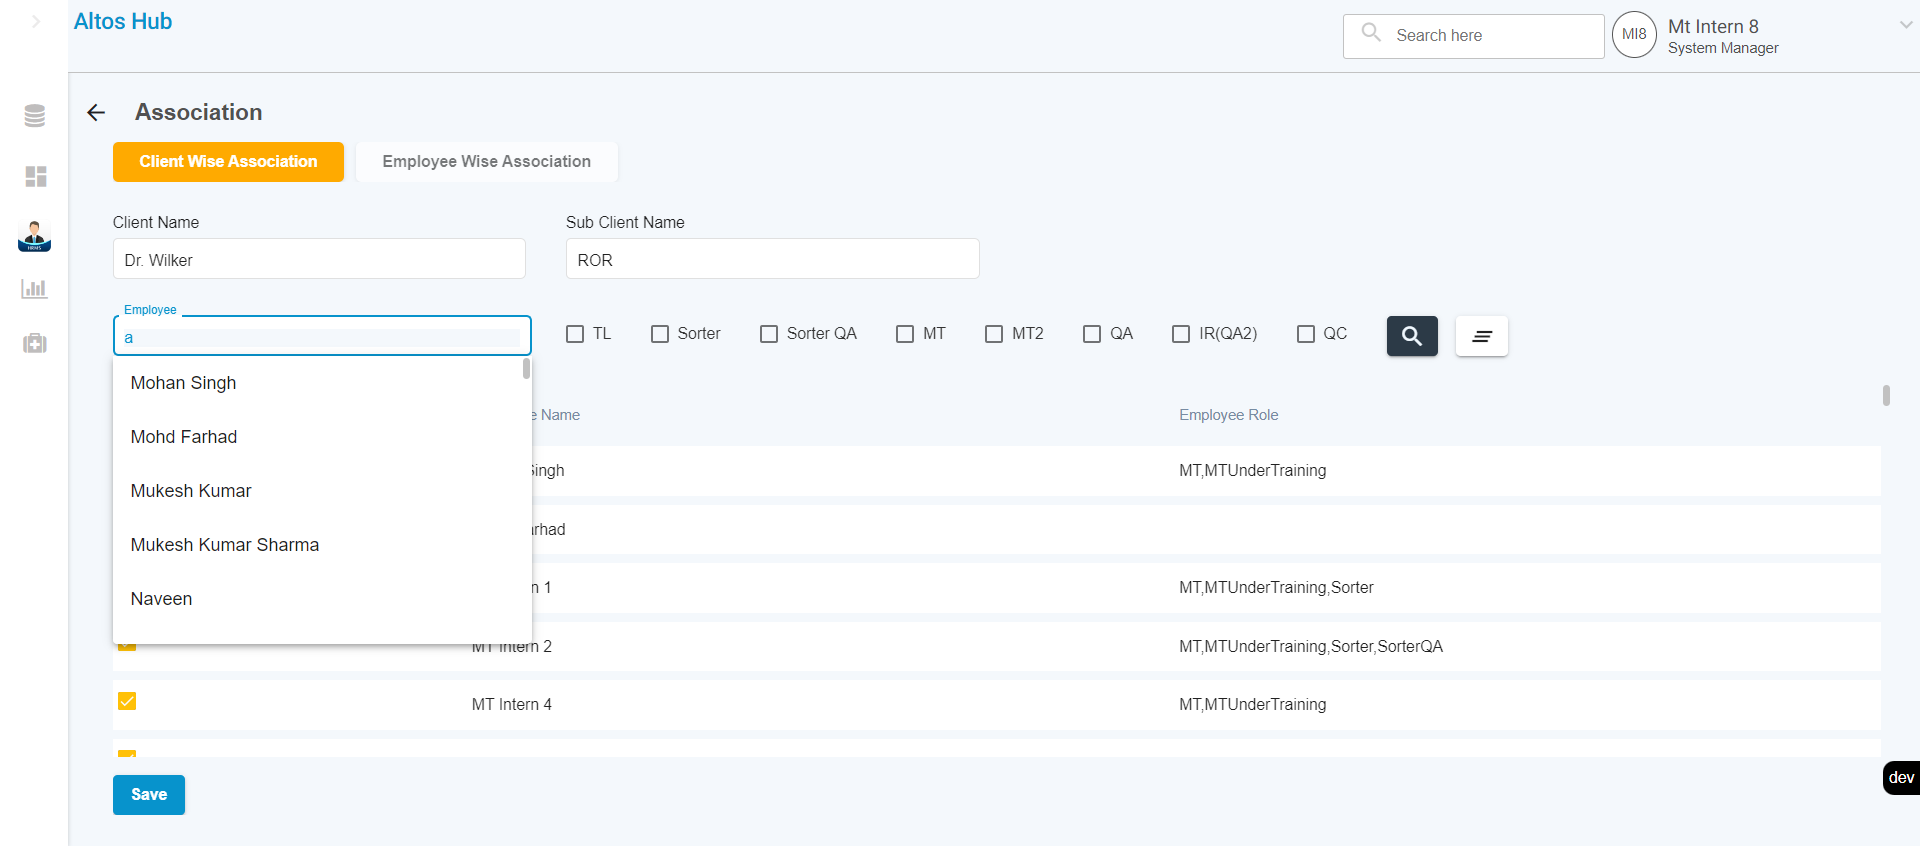 Altos Hub
Search here
MI8
Mt Intern 8
System Manager
Association
Client Wise Association
Employee Wise Association
Client Name
Sub Client Name
Dr. Wilker
ROR
Employee
a
TL
Sorter
Sorter QA
MT
MT2
QA
IR(QA2)
QC
Mohan Singh
Mohd Farhad
Mukesh Kumar
Mukesh Kumar Sharma
Naveen
Name
Employee Role
MT,MTUnderTraining
MT,MTUnderTraining,Sorter
MT Intern 2
MT,MTUnderTraining,Sorter,SorterQA
MT Intern 4
MT,MTUnderTraining
Save
dev